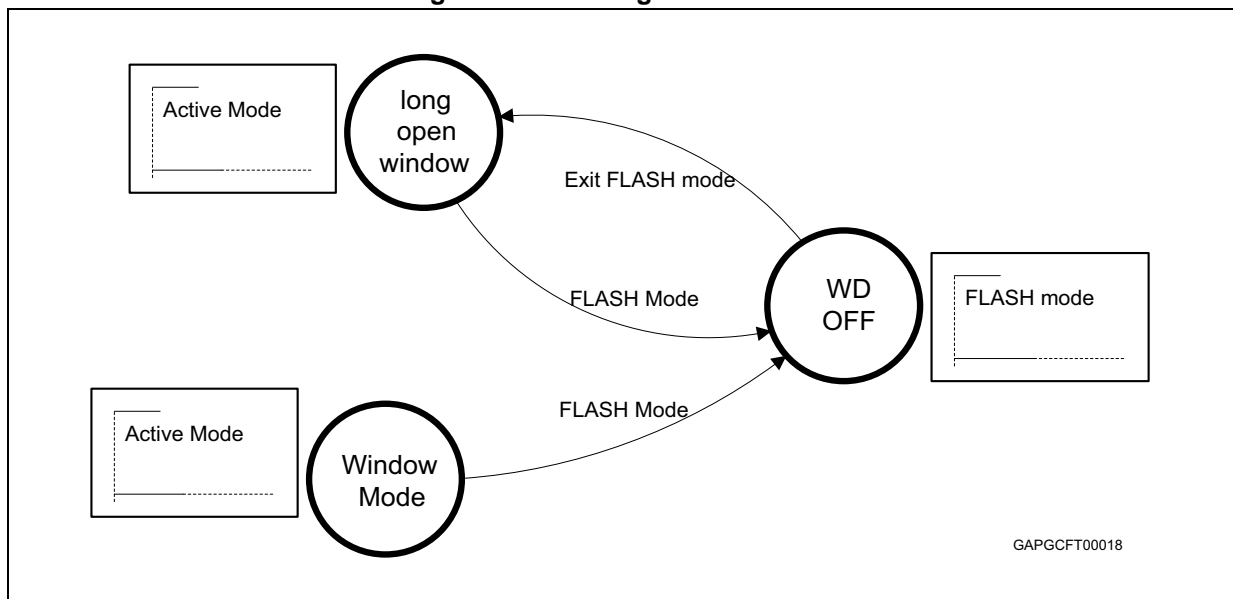 Active Mode
long
open
window
Exit FLASH mode
FLASH Mode
WD
OFF
FLASH mode
Active Mode
Window
Mode
FLASH Mode
GAPGCFT00018